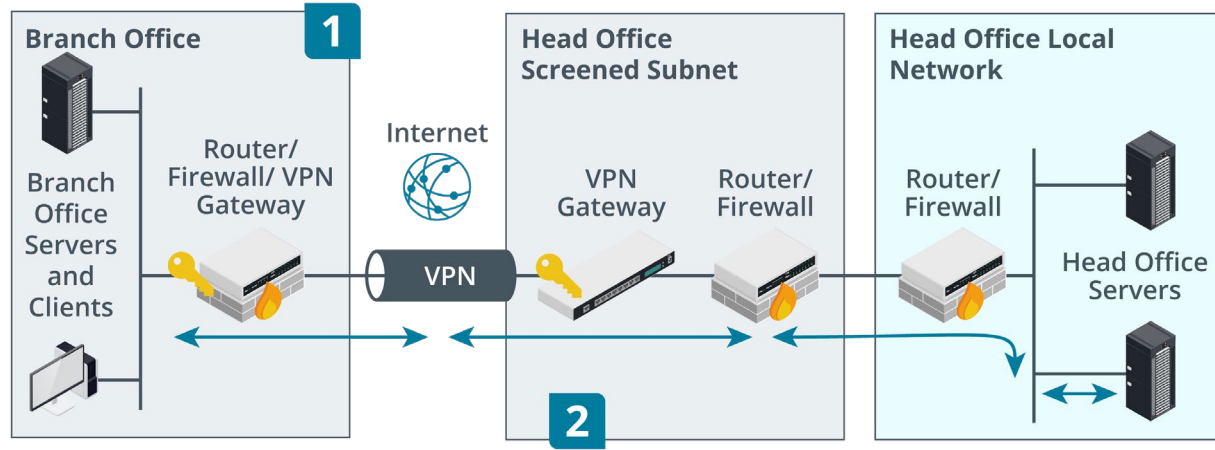 Branch Office
1
Branch
Office
Servers
and
Clients
Router/
Firewall/ VPN
Gateway
Internet
VPN
Head Office
Screened Subnet
VPN
Gateway
Router/
Firewall
2
Head Office Local
Network
Router/
Firewall
Head Office
Servers